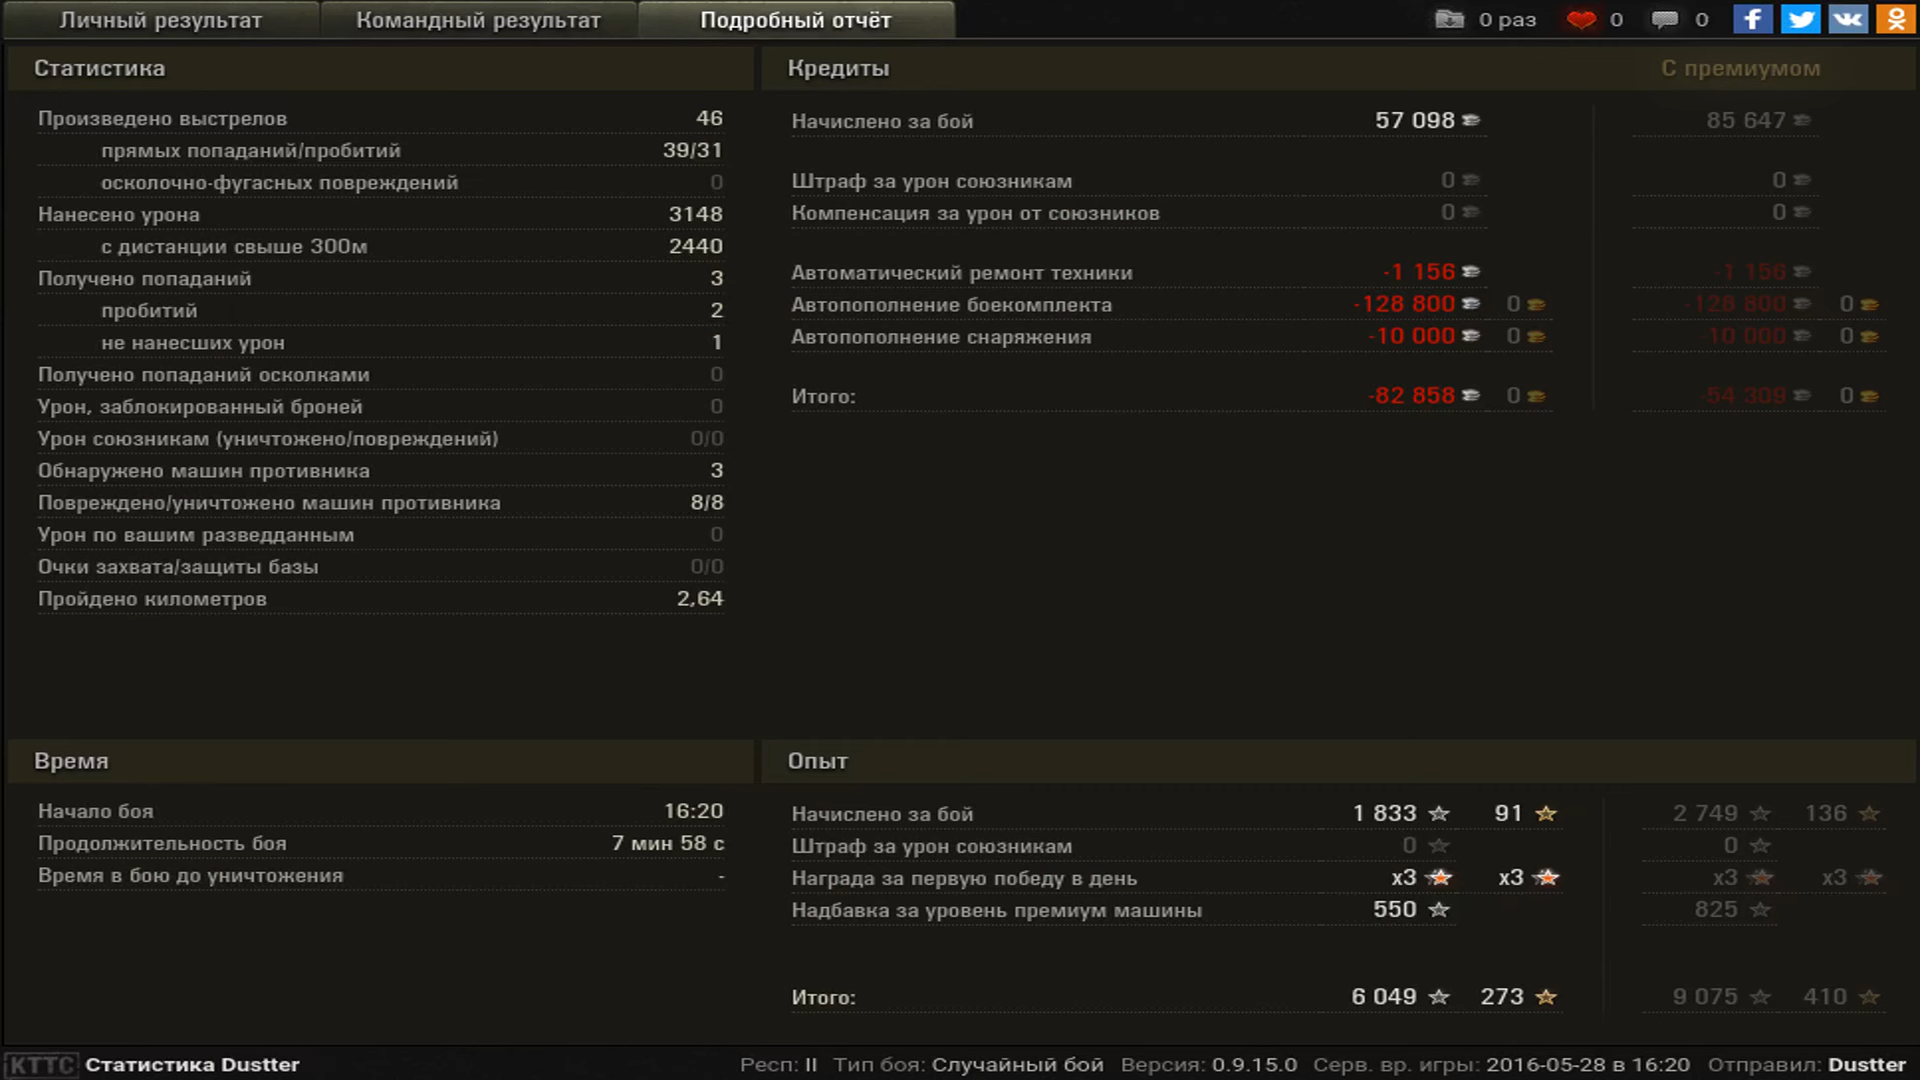 Личный результат Командный результат Подробный отчёт 0 раз 0 0
Статистика
Произведено выстрелов 46
прямых попаданий/пробитий 39/31
осколочно-фугасных повреждений 0
Нанесено урона 3148
с дистанции свыше 300м 2440
Получено попаданий 3
пробитий 2
не нанесших урон 1
Получено попаданий осколками 0
Урон, заблокированный броней 0
Урон союзникам (уничтожено/повреждений) 0/0
Обнаружено машин противника 3
Повреждено/уничтожено машин противника 8/8
Урон по вашим разведданным 0
Очки захвата/защиты базы 0/0
Пройдено километров 2,64
Кредиты С премиумом
Начислено за бой 57 098 85 647
Штраф за урон союзникам 0 0
Компенсация за урон от союзников 0 0
Автоматический ремонт техники -1 156 -1 156
Автопополнение боекомплекта -128 800 0 -128 800 0
Автопополнение снаряжения -10 000 0 -10 000 0
Итого: -82 858 0 -54 309 0
Время
Начало боя 16:20
Продолжительность боя 7 мин 58 с
Время в бою до уничтожения -
Опыт
Начислено за бой 1 833 91 2 749 136
Штраф за урон союзникам 0 0
Награда за первую победу в день x3 x3 x3 x3
Надбавка за уровень премиум машины 550 825
Итого: 6 049 273 9 075 410
KTTC Статистика Dustter Респ: II Тип боя: Случайный бой Версия: 0.9.15.0 Серв. вр. игры: 2016-05-28 в 16:20 Отправил: Dustter